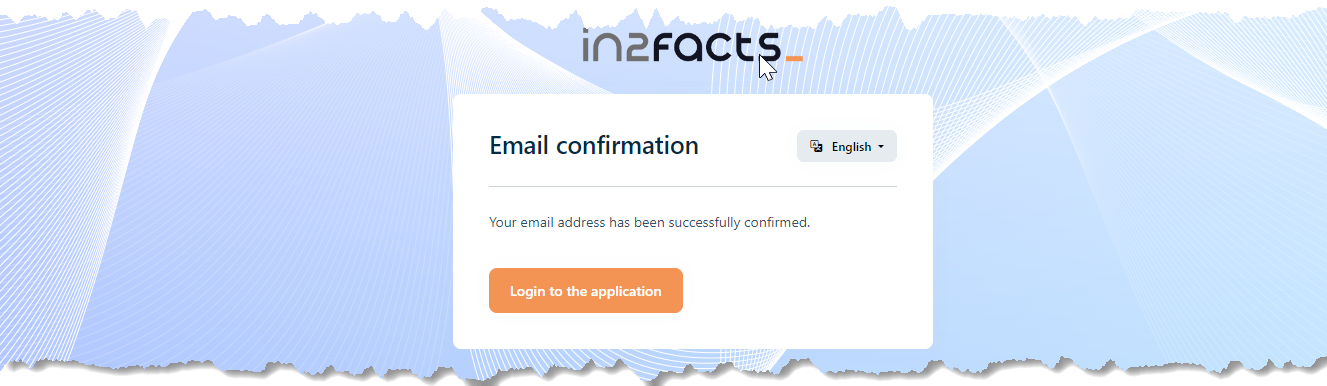 in2facts_
Email confirmation
English
Your email address has been successfully confirmed.
Login to the application